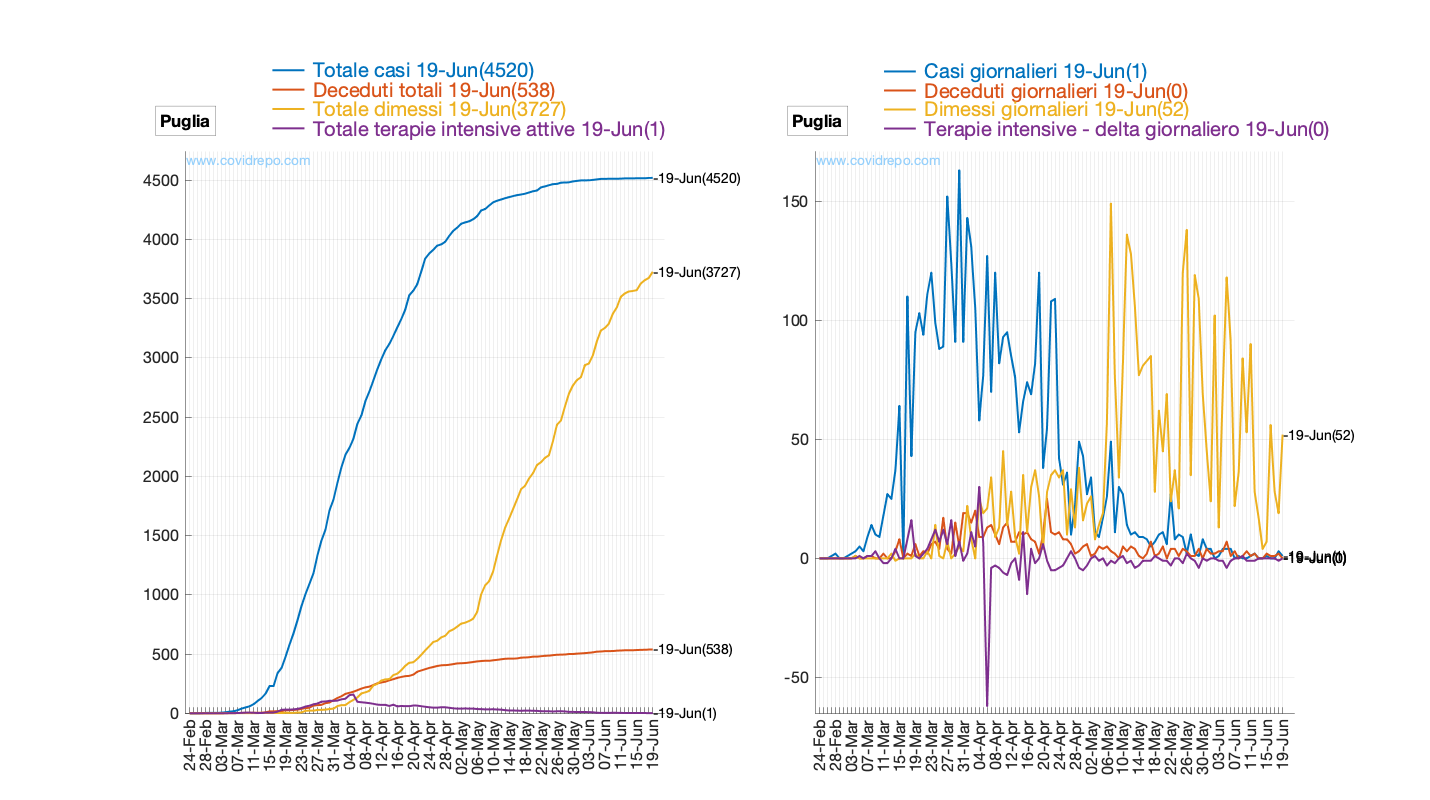 Totale casi 19-Jun(4520)
Deceduti totali 19-Jun(538)
Totale dimessi 19-Jun(3727)
Totale terapie intensive attive 19-Jun(1)
Puglia
www.covidrepo.com
4500
4000
3500
3000
2500
2000
1500
1000
500
0
-19-Jun(4520)
-19-Jun(3727)
-19-Jun(538)
-19-Jun(1)
24-Feb
28-Feb
03-Mar
07-Mar
11-Mar
15-Mar
19-Mar
23-Mar
27-Mar
31-Mar
04-Apr
08-Apr
12-Apr
16-Apr
20-Apr
24-Apr
28-Apr
02-May
06-May
10-May
14-May
18-May
22-May
26-May
30-May
03-Jun
07-Jun
11-Jun
15-Jun
19-Jun
Casi giornalieri 19-Jun(1)
Deceduti giornalieri 19-Jun(0)
Dimessi giornalieri 19-Jun(52)
Terapie intensive - delta giornaliero 19-Jun(0)
Puglia
www.covidrepo.com
150
100
50
0
-50
-19-Jun(52)
-19-Jun(0)
24-Feb
28-Feb
03-Mar
07-Mar
11-Mar
15-Mar
19-Mar
23-Mar
27-Mar
31-Mar
04-Apr
08-Apr
12-Apr
16-Apr
20-Apr
24-Apr
28-Apr
02-May
06-May
10-May
14-May
18-May
22-May
26-May
30-May
03-Jun
07-Jun
11-Jun
15-Jun
19-Jun